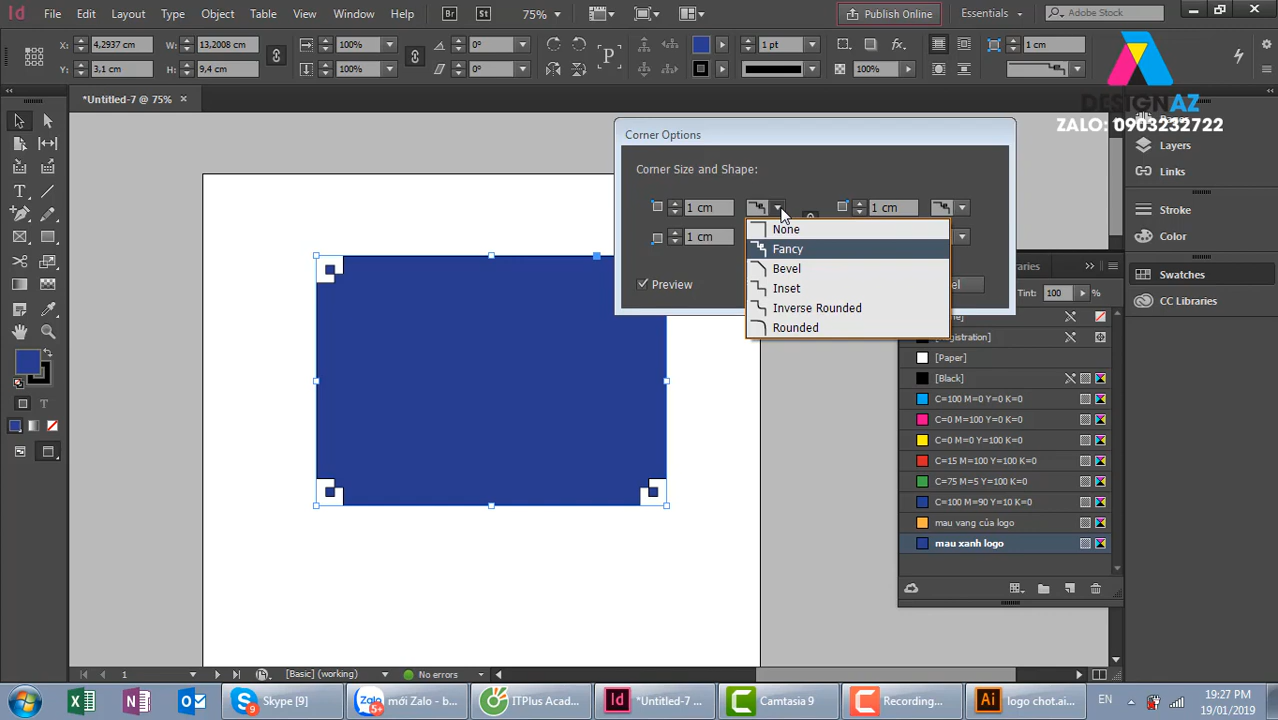 Id File Edit Layout Type Object Table View Window Help Br St 75% Publish Online Essentials Adobe Stock
X: 4,2937 cm W: 13,2008 cm 100% 0° P 1 pt fx. 1 cm
Y: 3,1 cm H: 9,4 cm 100% 0° 100%
*Untitled-7 @ 75% ×
DESIGNAZ
ZALO: 0903232722
Pages
Layers
Links
Stroke
Color
Swatches
CC Libraries
Corner Options
Corner Size and Shape:
1 cm 1 cm
1 cm
None
Fancy
Bevel
Inset
Inverse Rounded
Rounded
Preview
Tint: 100 %
[Paper]
[Black]
C=100 M=0 Y=0 K=0
C=0 M=100 Y=0 K=0
C=0 M=0 Y=100 K=0
C=15 M=100 Y=100 K=0
C=75 M=5 Y=100 K=0
C=100 M=90 Y=10 K=0
mau vang của logo
mau xanh logo
1 [Basic] (working) No errors
Skype [9] mới Zalo - b... ITPlus Acad... *Untitled-7 ... Camtasia 9 Recording... logo chot.ai... EN 19:27 PM
19/01/2019